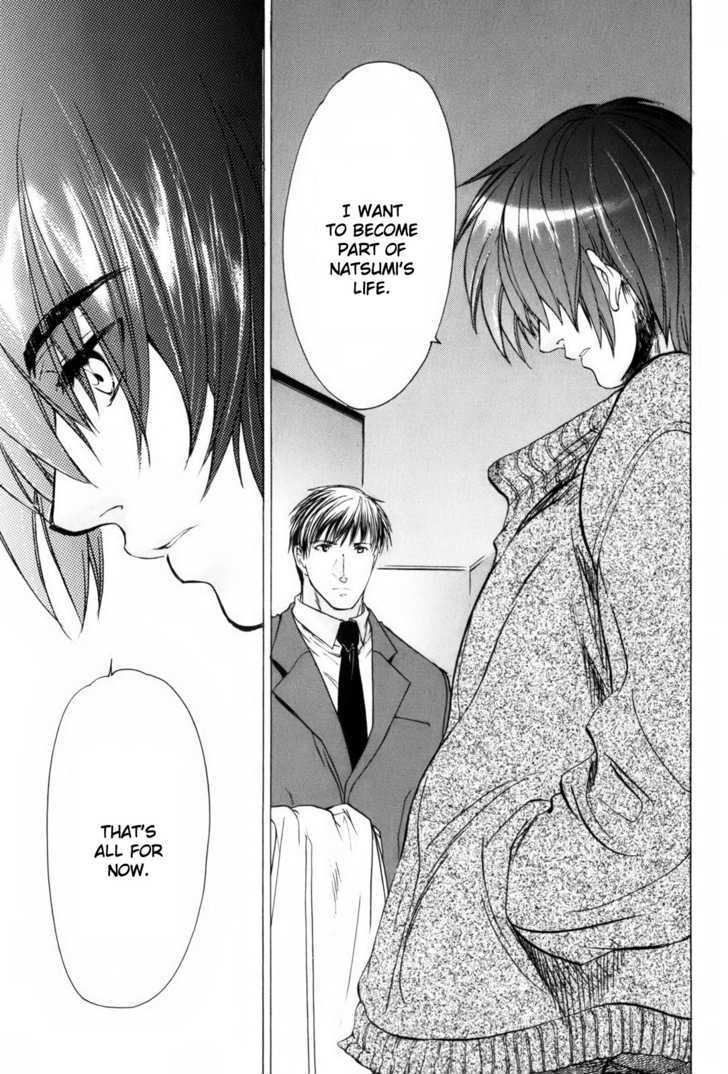 I WANT
TO BECOME
PART OF
NATSUMI'S
LIFE.
THAT'S
ALL FOR
NOW.